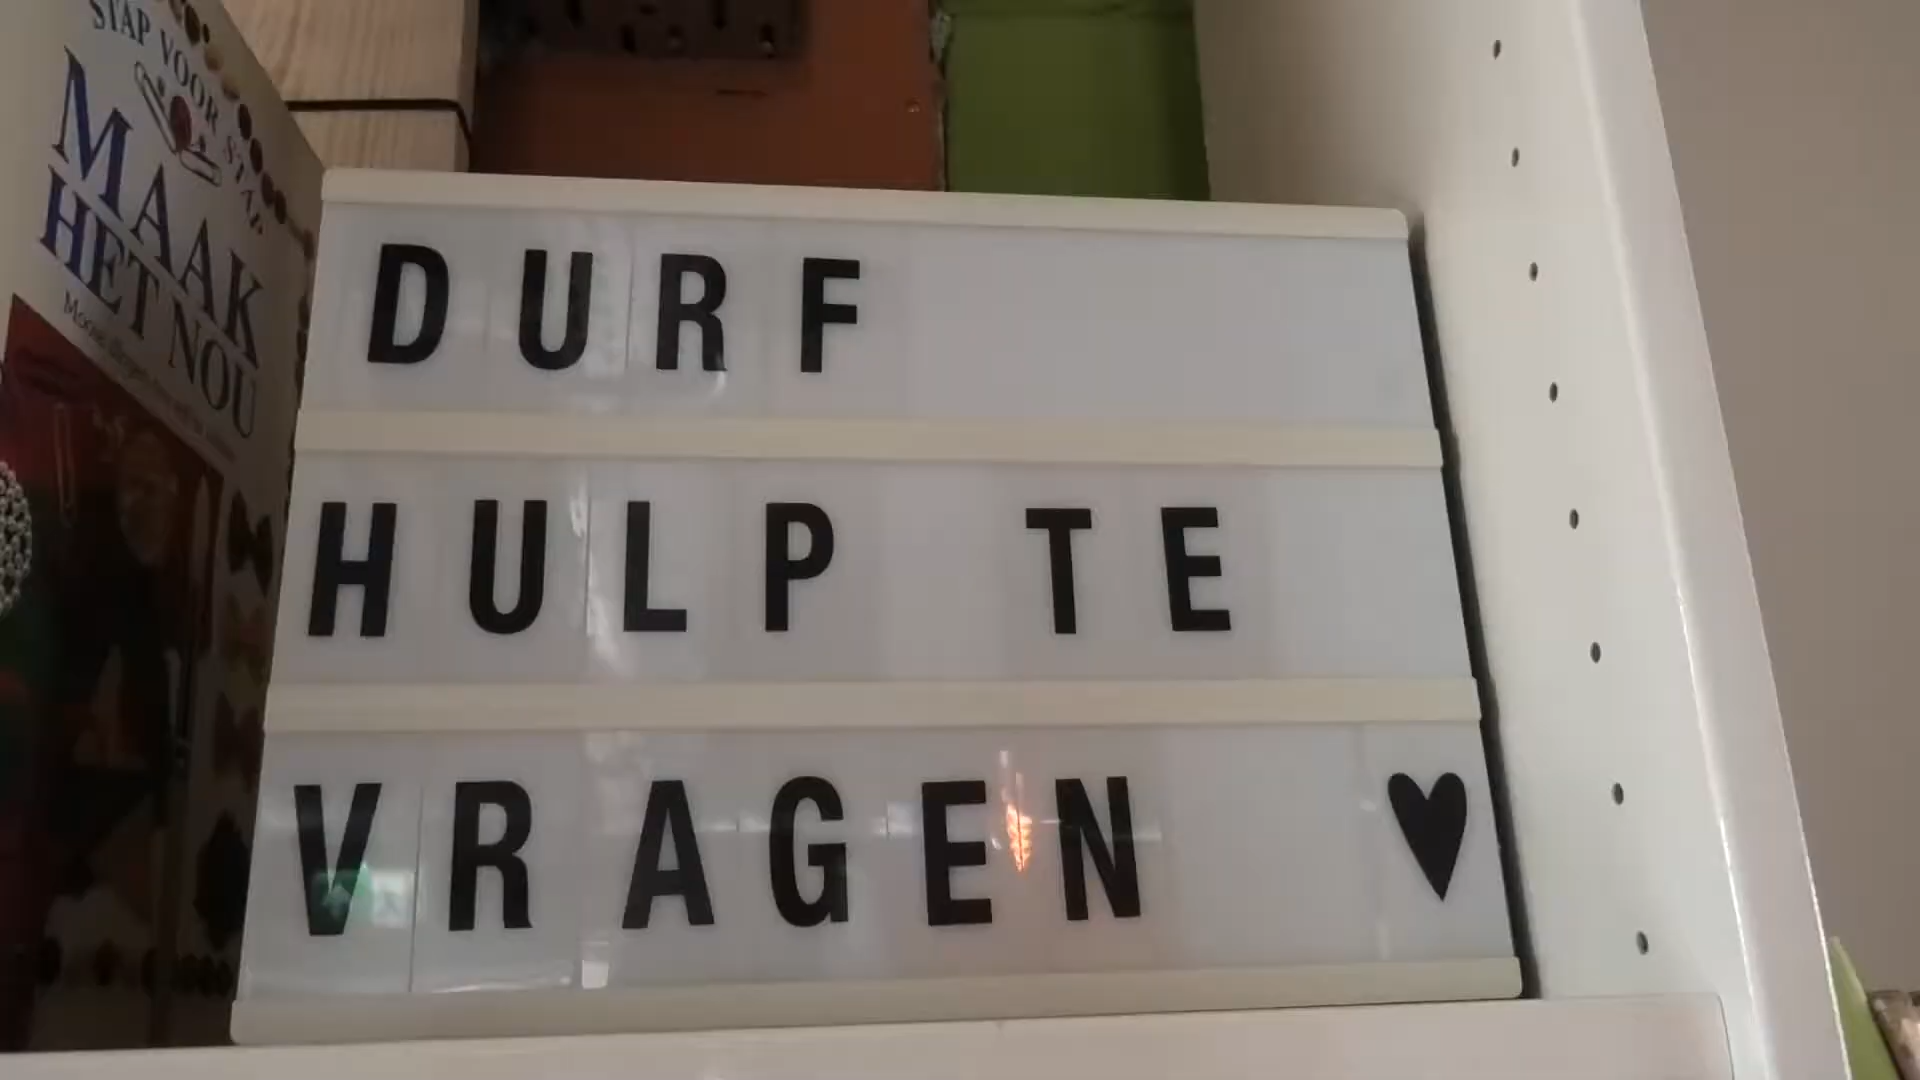 STAP VOOR STAP
MAAK
HET NOU
DURF
HULP TE
VRAGEN ♥